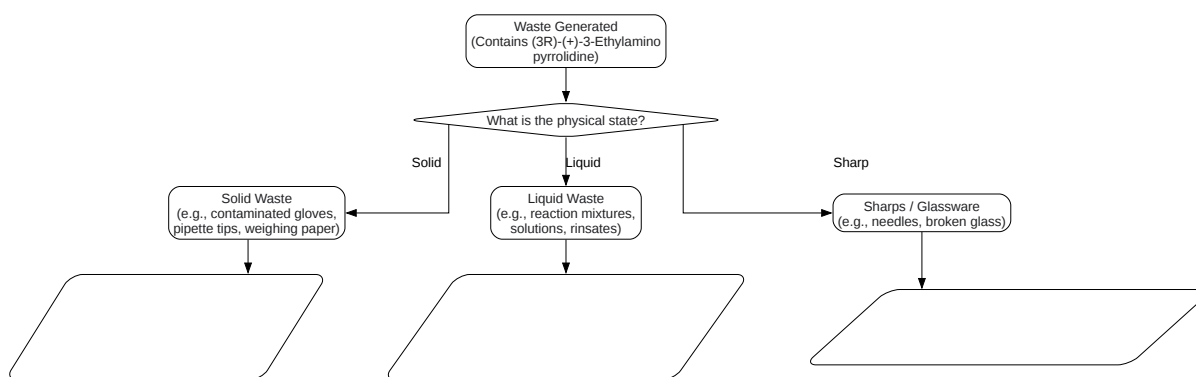 Waste Generated
(Contains (3R)-(+)-3-Ethylamino
pyrrolidine)
What is the physical state?
Solid
Liquid
Sharp
Solid Waste
(e.g., contaminated gloves,
pipette tips, weighing paper)
Liquid Waste
(e.g., reaction mixtures,
solutions, rinsates)
Sharps / Glassware
(e.g., needles, broken glass)